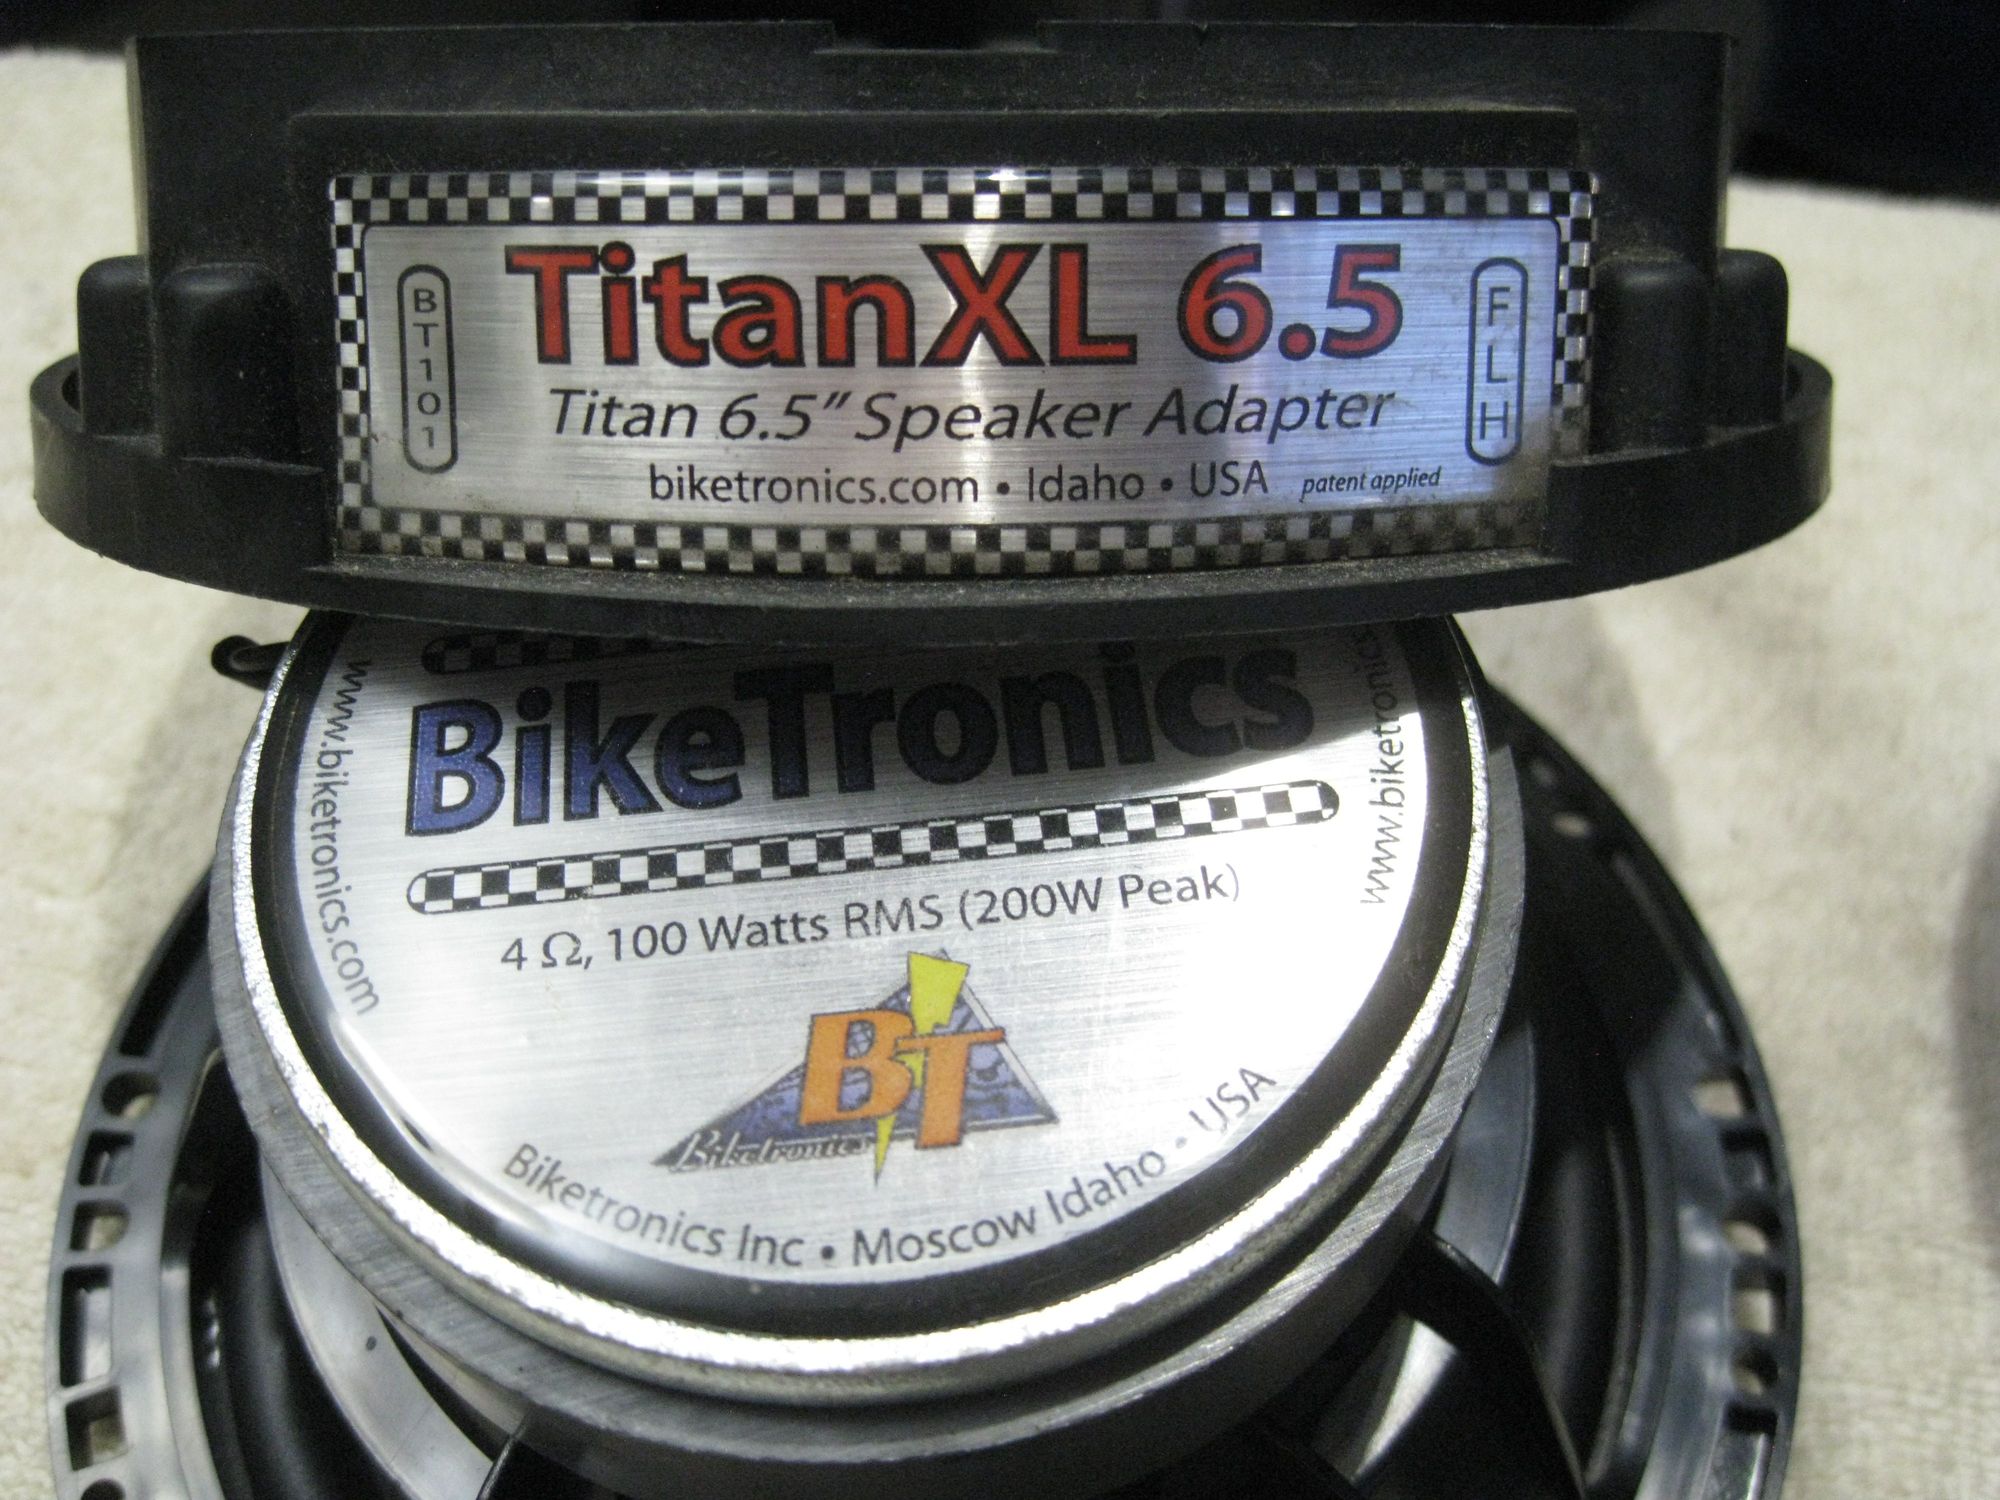 BT101
TitanXL 6.5
FLH
Titan 6.5" Speaker Adapter
biketronics.com • Idaho • USA patent applied
BikeTronics
www.biketronics.com
www.biketronics
4 Ω, 100 Watts RMS (200W Peak)
BT
Biketronics
Biketronics Inc • Moscow Idaho • USA